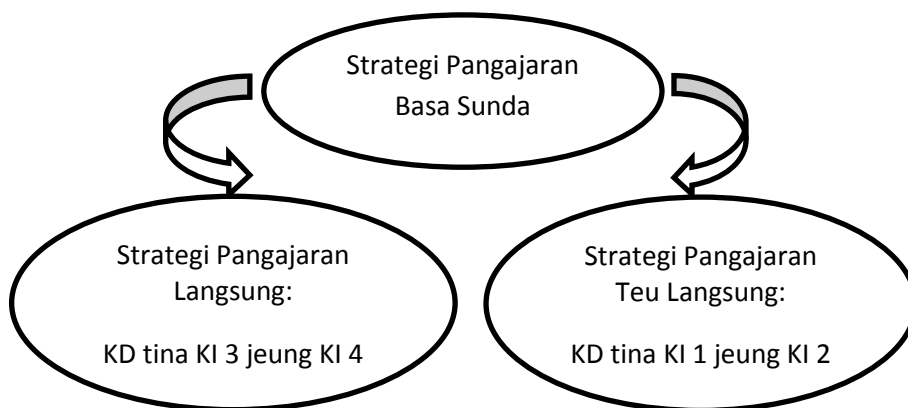 Strategi Pangajaran
Basa Sunda
Strategi Pangajaran
Langsung:
KD tina KI 3 jeung KI 4
Strategi Pangajaran
Teu Langsung:
KD tina KI 1 jeung KI 2